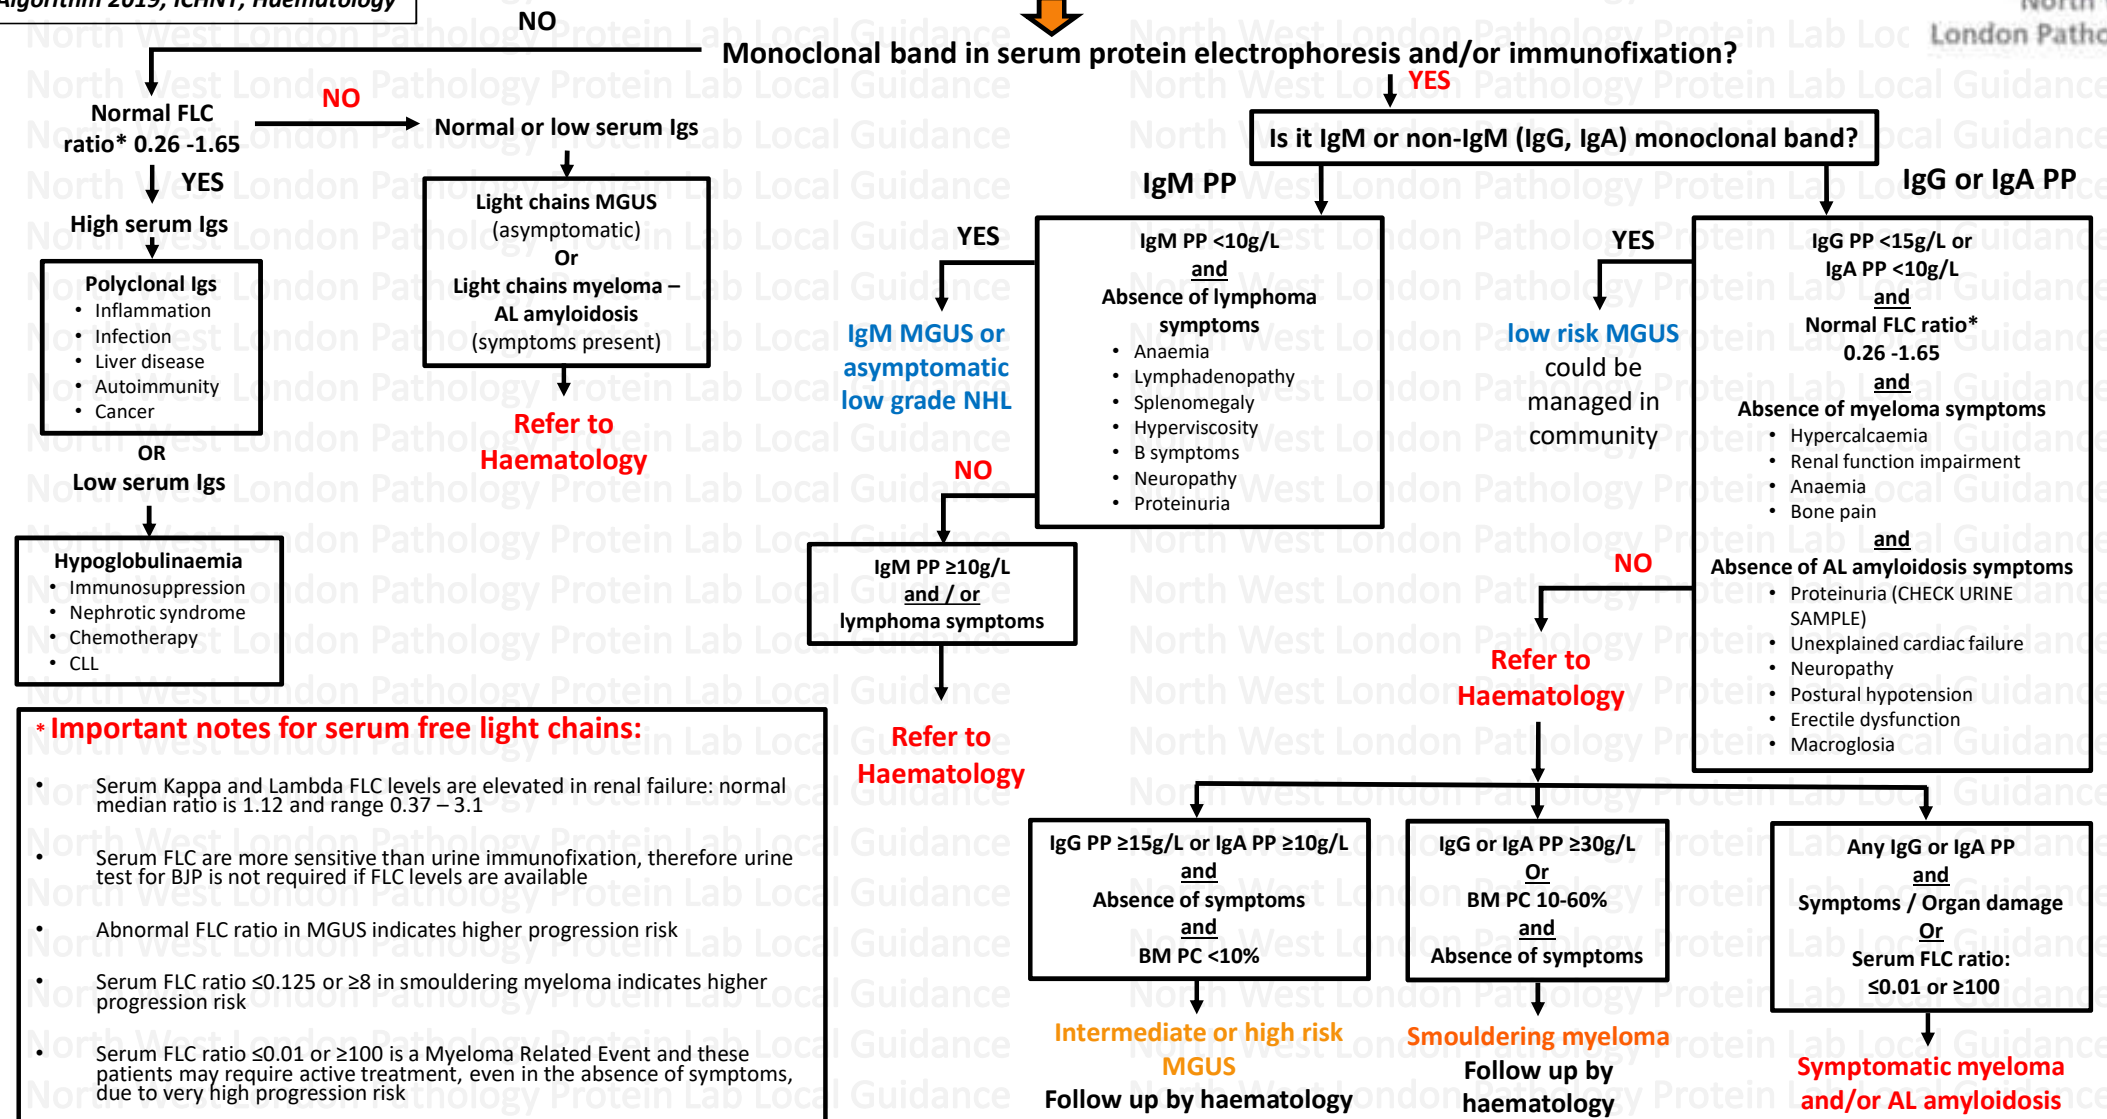 Algorithm 2019, ICHNT, Haematology
North
London Patho
NO
Monoclonal band in serum protein electrophoresis and/or immunofixation?
YES
Normal FLC
ratio* 0.26 -1.65
NO
Normal or low serum Igs
YES
High serum Igs
Polyclonal Igs
• Inflammation
• Infection
• Liver disease
• Autoimmunity
• Cancer
OR
Low serum Igs
Hypoglobulinaemia
• Immunosuppression
• Nephrotic syndrome
• Chemotherapy
• CLL
Light chains MGUS
(asymptomatic)
Or
Light chains myeloma –
AL amyloidosis
(symptoms present)
Refer to
Haematology
Is it IgM or non-IgM (IgG, IgA) monoclonal band?
IgM PP
IgG or IgA PP
YES
IgM MGUS or
asymptomatic
low grade NHL
IgM PP <10g/L
and
Absence of lymphoma
symptoms
• Anaemia
• Lymphadenopathy
• Splenomegaly
• Hyperviscosity
• B symptoms
• Neuropathy
• Proteinuria
NO
IgM PP ≥10g/L
and / or
lymphoma symptoms
Refer to
Haematology
YES
low risk MGUS
could be
managed in
community
IgG PP <15g/L or
IgA PP <10g/L
and
Normal FLC ratio*
0.26 -1.65
and
Absence of myeloma symptoms
• Hypercalcaemia
• Renal function impairment
• Anaemia
• Bone pain
and
Absence of AL amyloidosis symptoms
• Proteinuria (CHECK URINE
SAMPLE)
• Unexplained cardiac failure
• Neuropathy
• Postural hypotension
• Erectile dysfunction
• Macroglosia
NO
Refer to
Haematology
IgG PP ≥15g/L or IgA PP ≥10g/L
and
Absence of symptoms
and
BM PC <10%
Intermediate or high risk
MGUS
Follow up by haematology
IgG or IgA PP ≥30g/L
Or
BM PC 10-60%
and
Absence of symptoms
Smouldering myeloma
Follow up by
haematology
Any IgG or IgA PP
and
Symptoms / Organ damage
Or
Serum FLC ratio:
≤0.01 or ≥100
Symptomatic myeloma
and/or AL amyloidosis
* Important notes for serum free light chains:
• Serum Kappa and Lambda FLC levels are elevated in renal failure: normal
median ratio is 1.12 and range 0.37 – 3.1
• Serum FLC are more sensitive than urine immunofixation, therefore urine
test for BJP is not required if FLC levels are available
• Abnormal FLC ratio in MGUS indicates higher progression risk
• Serum FLC ratio ≤0.125 or ≥8 in smouldering myeloma indicates higher
progression risk
• Serum FLC ratio ≤0.01 or ≥100 is a Myeloma Related Event and these
patients may require active treatment, even in the absence of symptoms,
due to very high progression risk
North West London Pathology Protein Lab Local Guidance